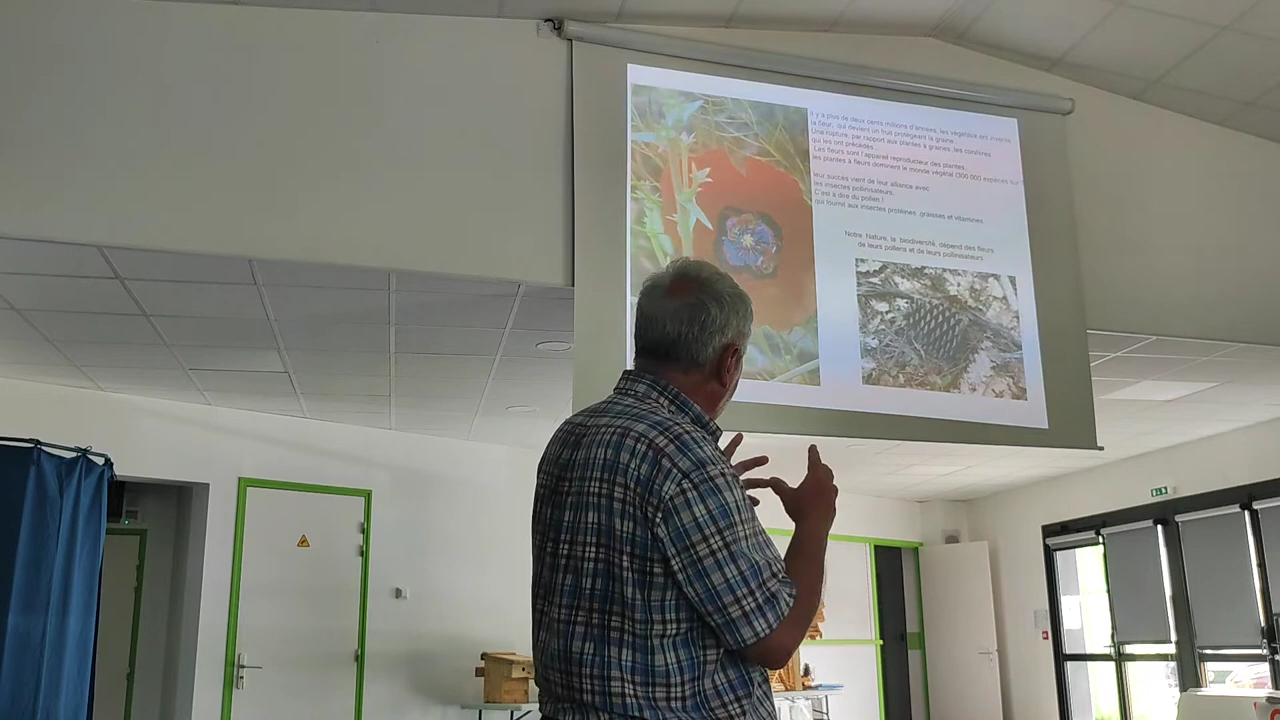 Il y a plus de deux cents millions d'années, les végétaux ont inventé
la fleur, qui devient un fruit protégeant la graine.
Une rupture, par rapport aux plantes à graines ,les conifères
qui les ont précédés .
Les fleurs sont l'appareil reproducteur des plantes,
les plantes à fleurs dominent le monde végétal (300 000) espèces sur
leur succès vient de leur alliance avec
les insectes pollinisateurs.
C'est à dire du pollen !
qui fournit aux insectes protéines ,graisses et vitamines.
Notre Nature, la biodiversité, dépend des fleurs
de leurs pollens et de leurs pollinisateurs